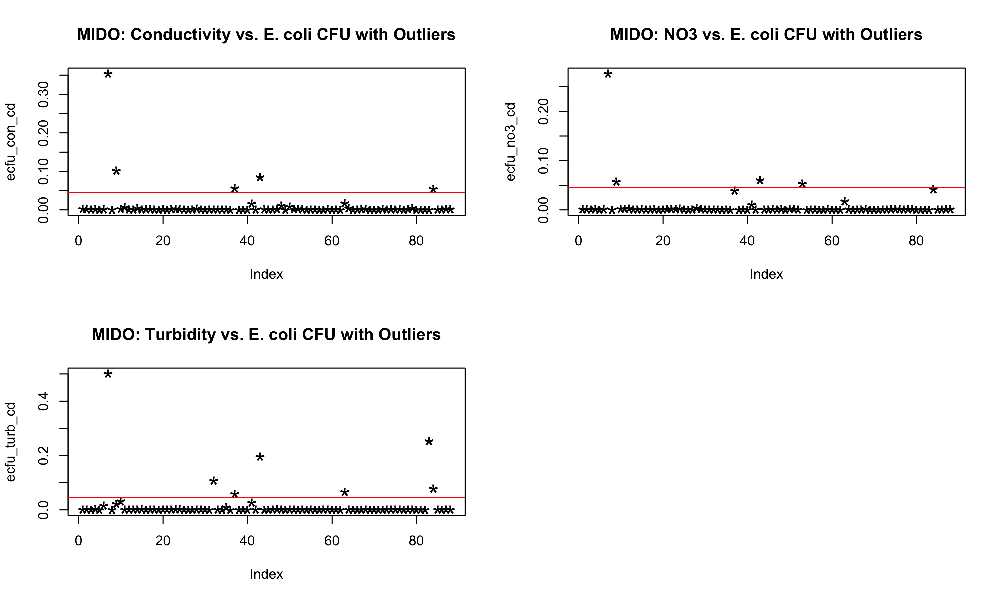 MIDO: Conductivity vs. E. coli CFU with Outliers
ecfu_con_cd
0.00 0.10 0.20 0.30
0 20 40 60 80
Index
MIDO: NO3 vs. E. coli CFU with Outliers
ecfu_no3_cd
0.00 0.10 0.20
0 20 40 60 80
Index
MIDO: Turbidity vs. E. coli CFU with Outliers
ecfu_turb_cd
0.0 0.2 0.4
0 20 40 60 80
Index